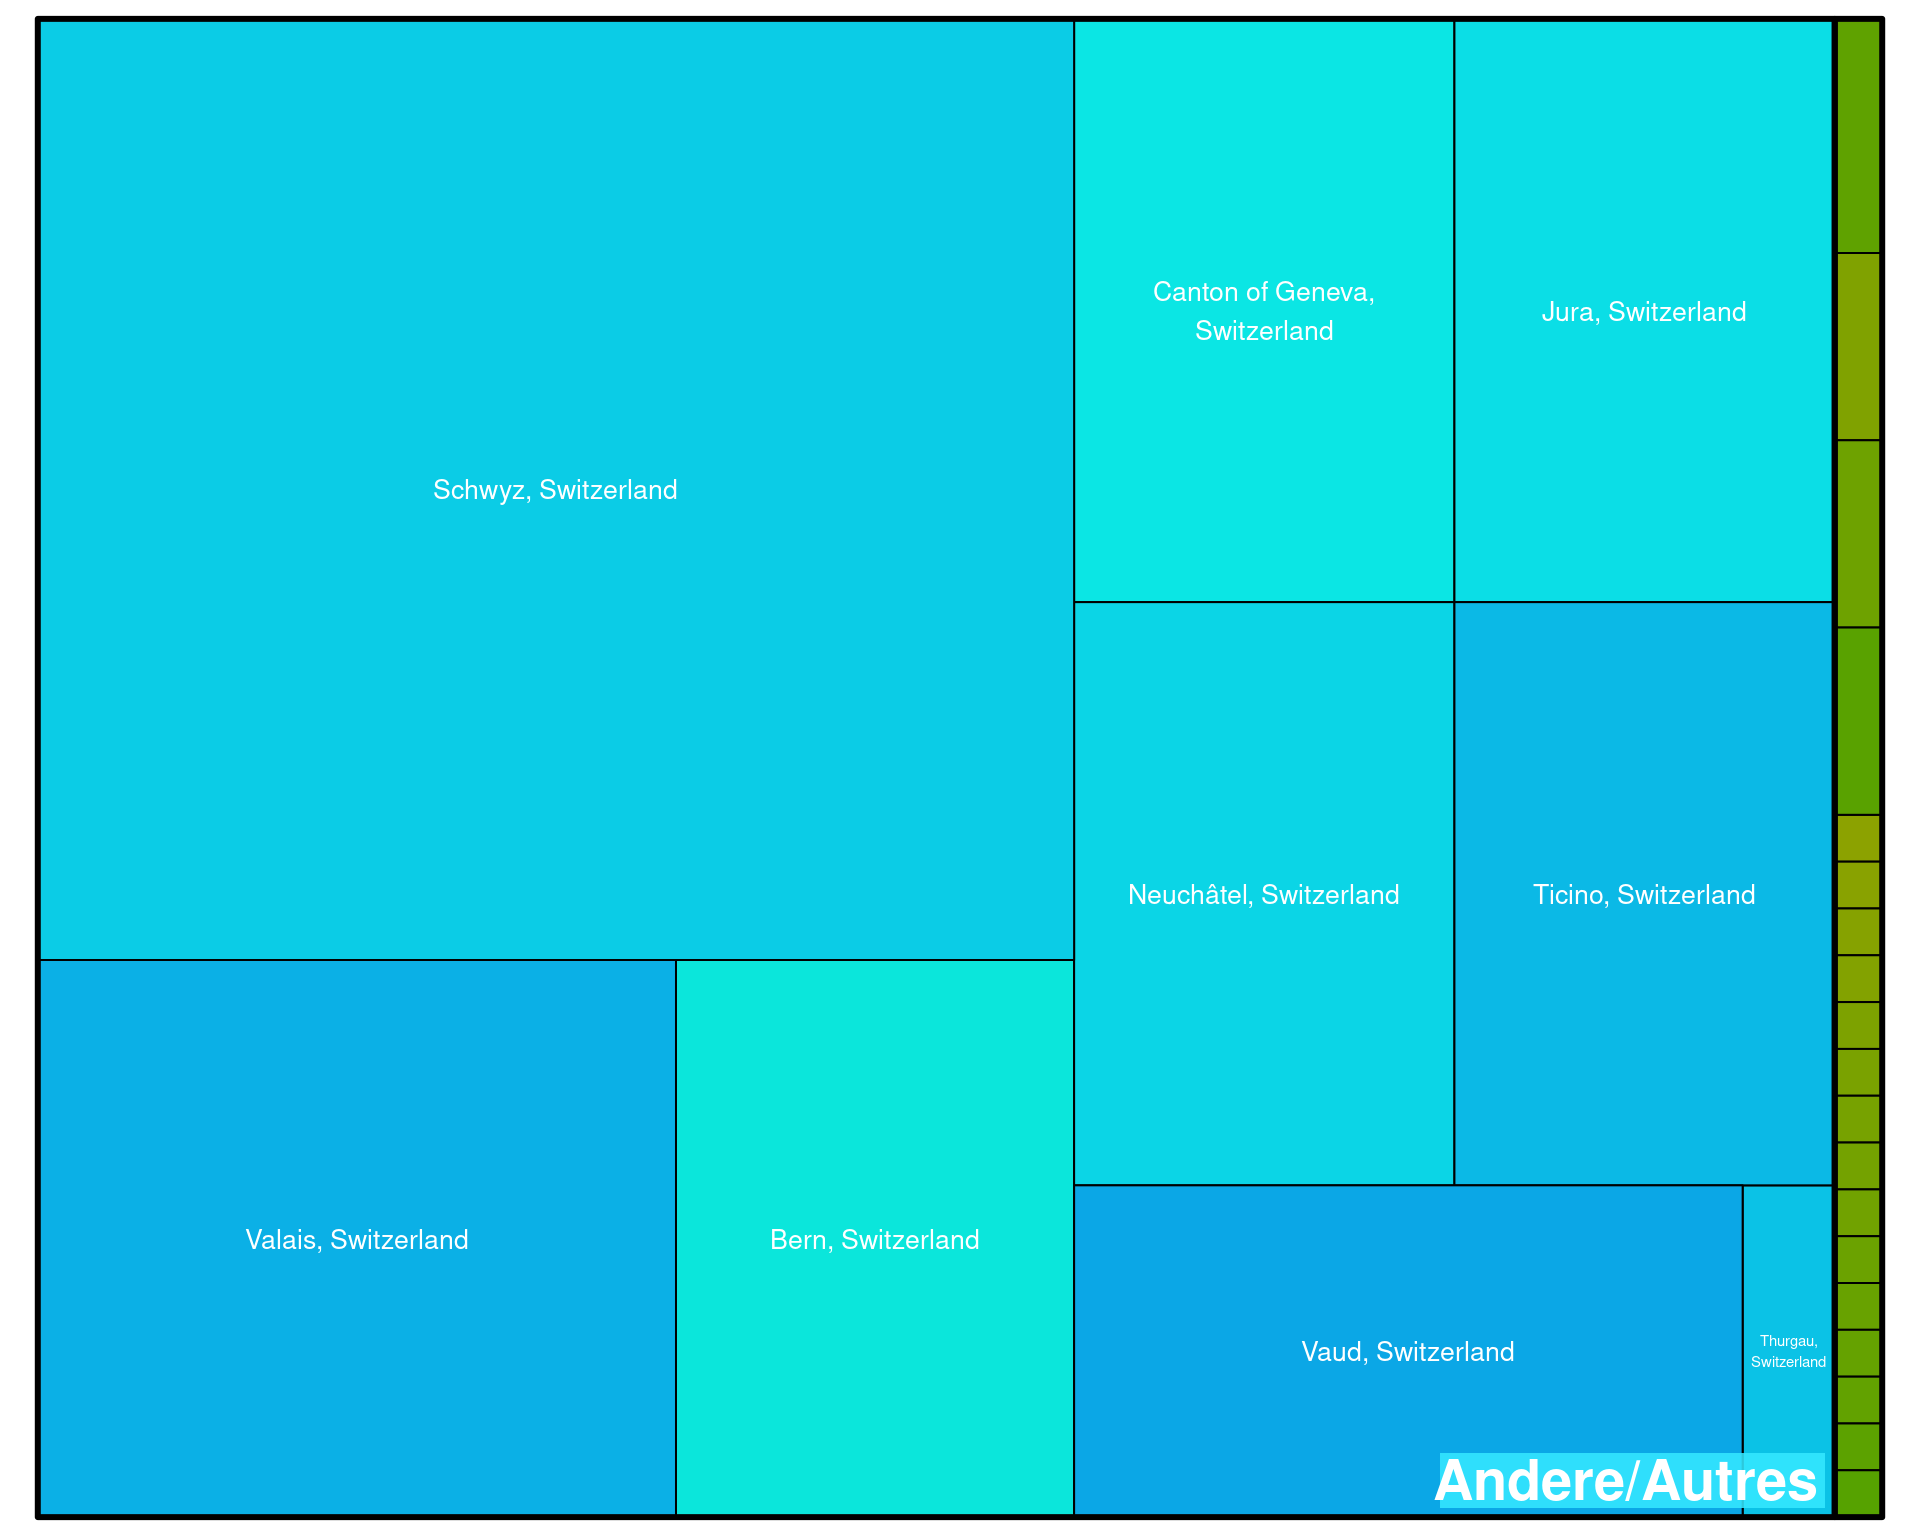 Schwyz, Switzerland
Canton of Geneva,
Switzerland
Jura, Switzerland
Neuchâtel, Switzerland
Ticino, Switzerland
Valais, Switzerland
Bern, Switzerland
Vaud, Switzerland
Thurgau,
Switzerland
Andere/Autres